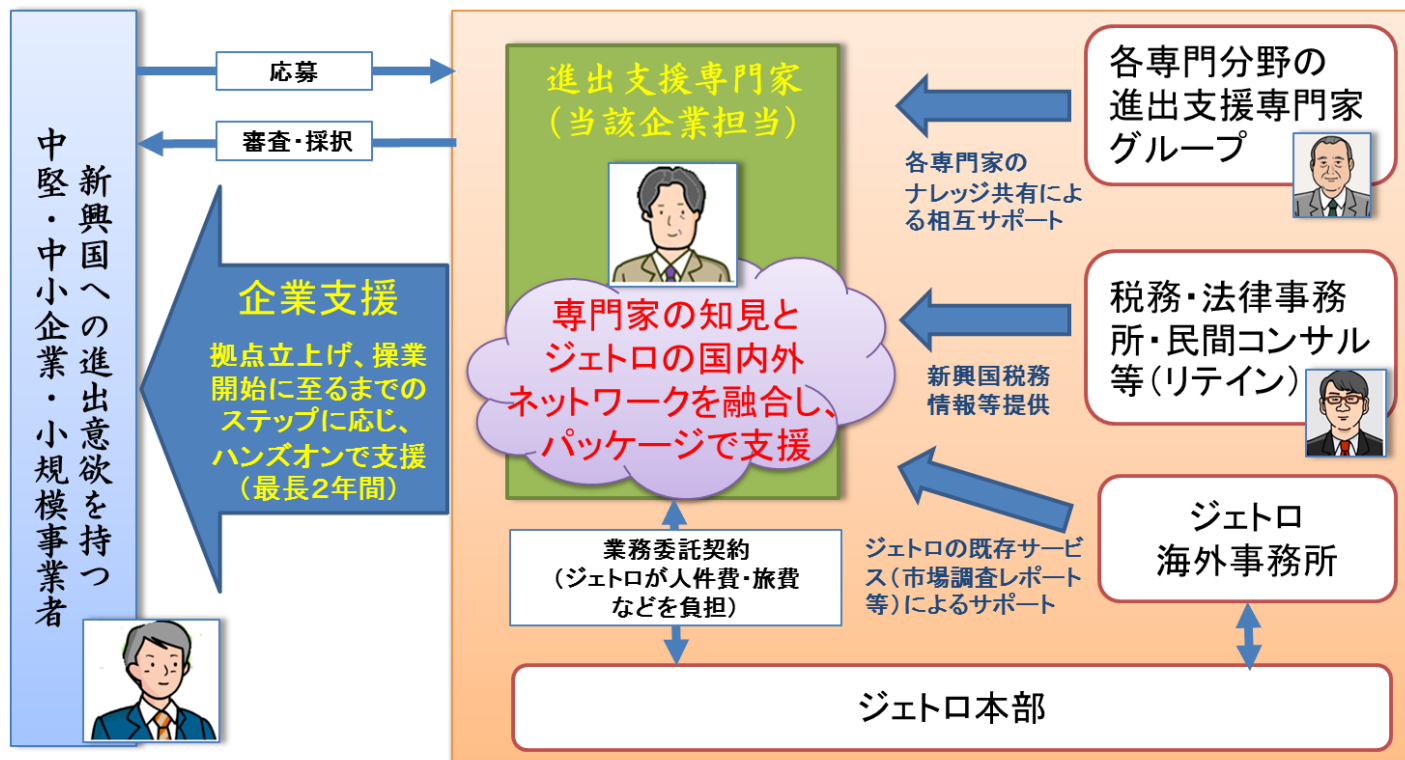 新興国への進出意欲を持つ
中堅・中小企業・小規模事業者
応募
審査・採択
企業支援
拠点立上げ、操業
開始に至るまでの
ステップに応じ、
ハンズオンで支援
（最長２年間）
進出支援専門家
（当該企業担当）
専門家の知見と
ジェトロの国内外
ネットワークを融合し、
パッケージで支援
業務委託契約
（ジェトロが人件費・旅費
などを負担）
各専門家の
ナレッジ共有によ
る相互サポート
新興国税務
情報等提供
ジェトロの既存サービ
ス（市場調査レポート
等）によるサポート
各専門分野の
進出支援専門家
グループ
税務・法律事務
所・民間コンサル
等（リテイン）
ジェトロ
海外事務所
ジェトロ本部